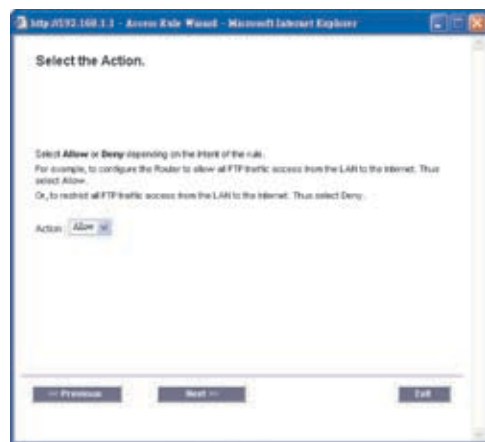 http://192.168.1.1 - Access Rule Wizard - Microsoft Internet Explorer
Select the Action.
Select Allow or Deny depending on the intent of the rule.
For example, to configure the Router to allow all FTP traffic access from the LAN to the internet. Thus
select Allow.
Or, to restrict all FTP traffic access from the LAN to the internet. Thus select Deny.
Action : Allow
<< Previous
Next >>
Exit